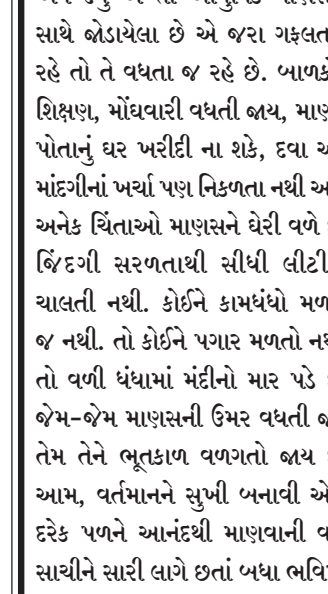 સાથે જોડાયેલા છે એ જરા ગફલત
રહે તો તે વધતા જ રહે છે. બાળકો
શિક્ષણ, મોંઘવારી વધતી જાય, માણ
પોતાનું ઘર ખરીદી ના શકે, દવા
માંદગીનાં ખર્ચા પણ નિકળતા નથી
અનેક ચિંતાઓ માણસને ઘેરી વળે
જિંદગી સરળતાથી સીધી લીટી
ચાલતી નથી. કોઈને કામધંધો મળ
જ નથી. તો કોઈને પગાર મળતો નથ
તો વળી ધંધામાં મંદીનો માર પડે
જેમ-જેમ માણસની ઉમર વધતી
તેમ તેને ભૂતકાળ વળગતો જાય
આમ, વર્તમાનને સુખી બનાવી એ
દરેક પળને આનંદથી માણવાની વ
સાચીને સારી લાગે છતાં બધા ભવિ